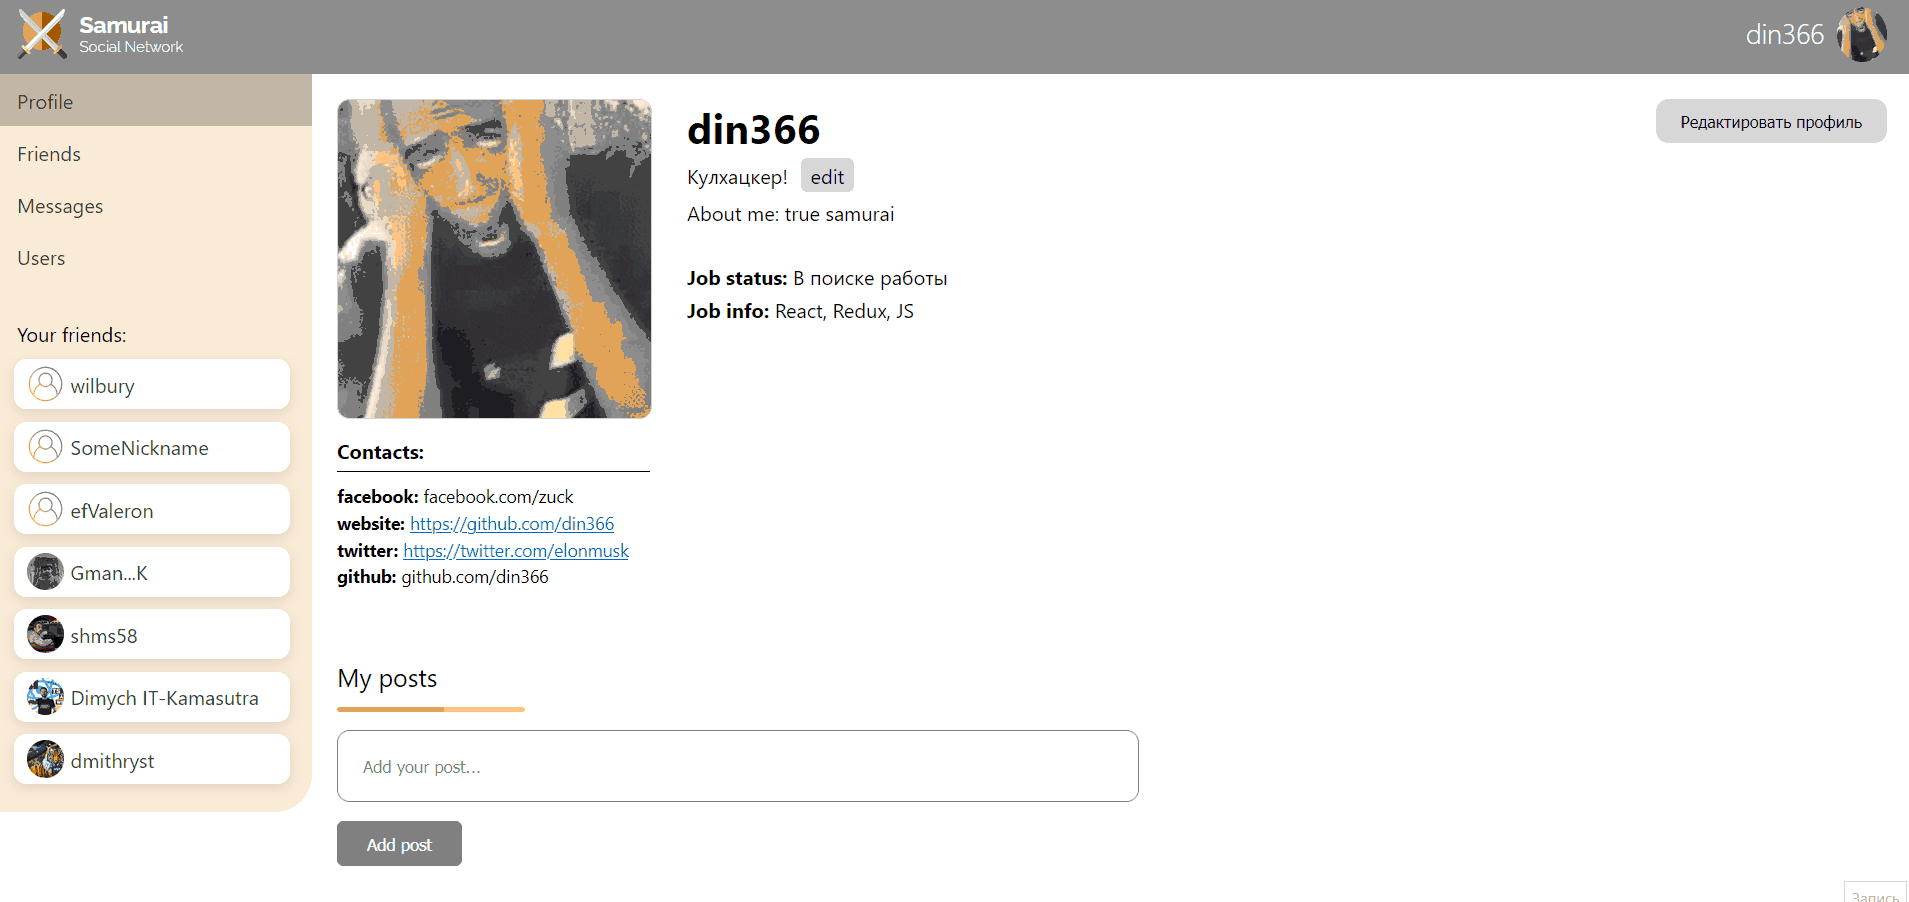 Samurai
Social Network
din366
Profile
Friends
Messages
Users
Your friends:
wilbury
SomeNickname
efValeron
Gman...K
shms58
Dimych IT-Kamasutra
dmithryst
din366
Редактировать профиль
Кулхацкер! edit
About me: true samurai
Job status: В поиске работы
Job info: React, Redux, JS
Contacts:
facebook: facebook.com/zuck
website: https://github.com/din366
twitter: https://twitter.com/elonmusk
github: github.com/din366
My posts
Add your post...
Add post
Запись